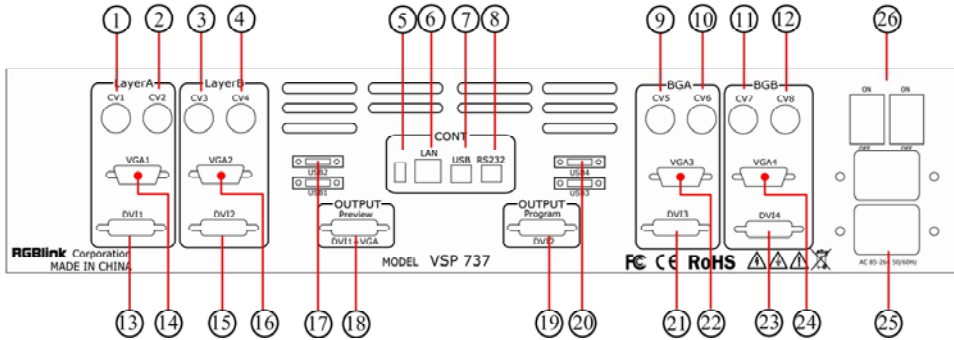 1 2 3 4 5 6 7 8 9 10 11 12 26
LayerA LayerB BGA BGB
CV1 CV2 CV3 CV4 CV5 CV6 CV7 CV8 ON ON
CONT
LAN USB RS232
VGA1 VGA2 VGA3 VGA4
OFF OFF
USB2 USB4
USB1 USB3
OUTPUT OUTPUT
Preview Program
DVI1 DVI2 DVI3 DVI4
DVI1+VGA DVI2
RGBlink Corporation
MADE IN CHINA
MODEL VSP 737
FC CE RoHS
AC 85-264 50/60Hz
13 14 15 16 17 18 19 20 21 22 23 24 25